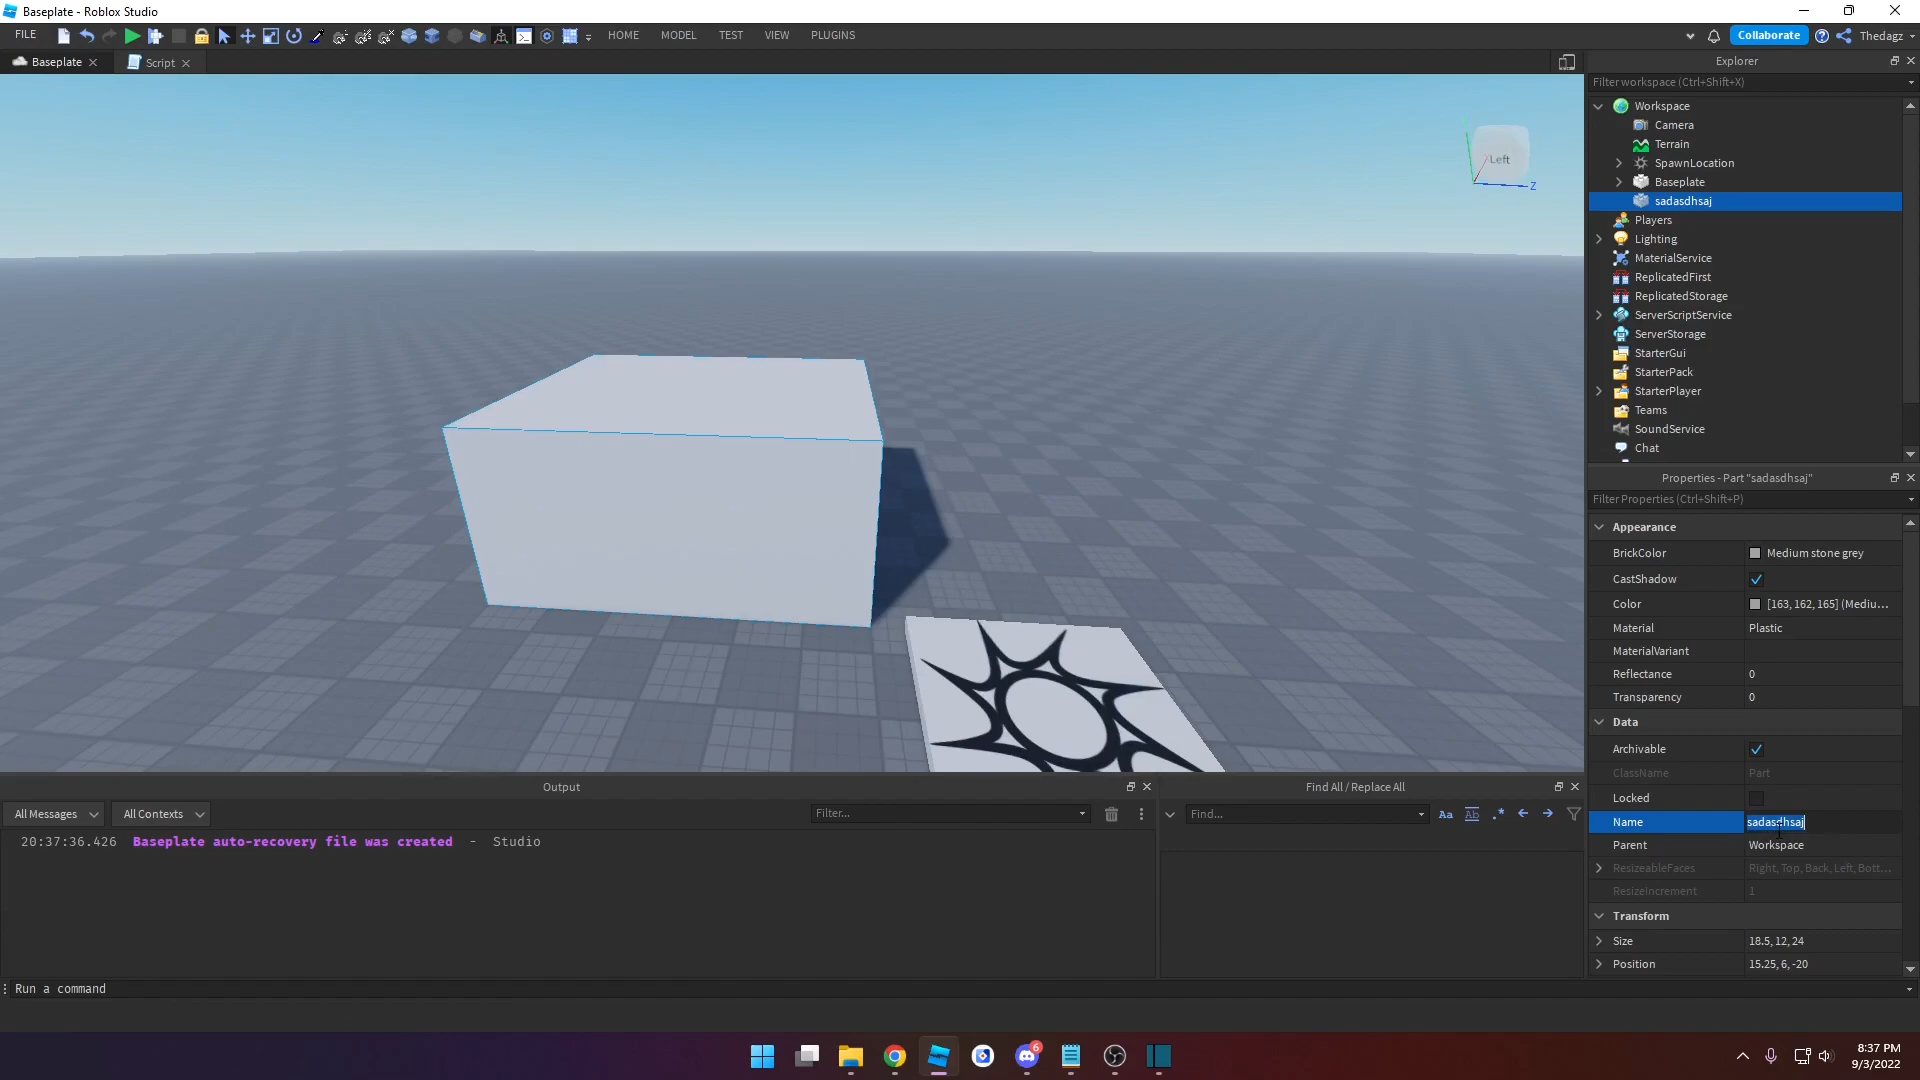 Baseplate - Roblox Studio
FILE
HOME
MODEL
TEST
VIEW
PLUGINS
Collaborate
Thedagz
Baseplate
Script
Explorer
Filter workspace (Ctrl+Shift+X)
Workspace
Camera
Terrain
SpawnLocation
Baseplate
sadasdhsaj
Players
Lighting
MaterialService
ReplicatedFirst
ReplicatedStorage
ServerScriptService
ServerStorage
StarterGui
StarterPack
StarterPlayer
Teams
SoundService
Chat
Left
Z
Properties - Part "sadasdhsaj"
Filter Properties (Ctrl+Shift+P)
Appearance
BrickColor Medium stone grey
CastShadow
Color [163, 162, 165] (Mediu...
Material Plastic
MaterialVariant
Reflectance 0
Transparency 0
Data
Archivable
ClassName Part
Locked
Name sadasdhsaj
Parent Workspace
ResizeableFaces Right, Top, Back, Left, Bott...
ResizeIncrement 1
Transform
Size 18.5, 12, 24
Position 15.25, 6, -20
Output
All Messages
All Contexts
Filter...
20:37:36.426 Baseplate auto-recovery file was created - Studio
Find All / Replace All
Find...
Aa
Ab
.*
Run a command
6
8:37 PM
9/3/2022